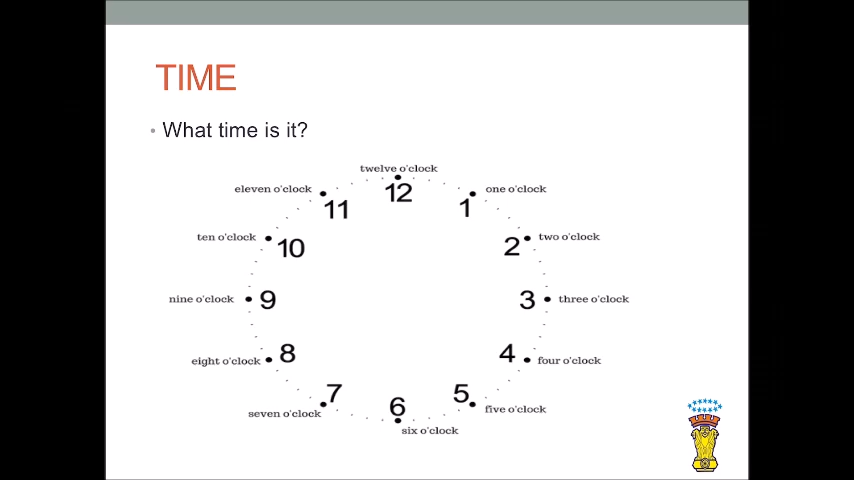 TIME
• What time is it?
twelve o'clock
12
one o'clock
1
two o'clock
2
three o'clock
3
four o'clock
4
five o'clock
5
six o'clock
6
seven o'clock
7
eight o'clock
8
nine o'clock
9
ten o'clock
10
eleven o'clock
11